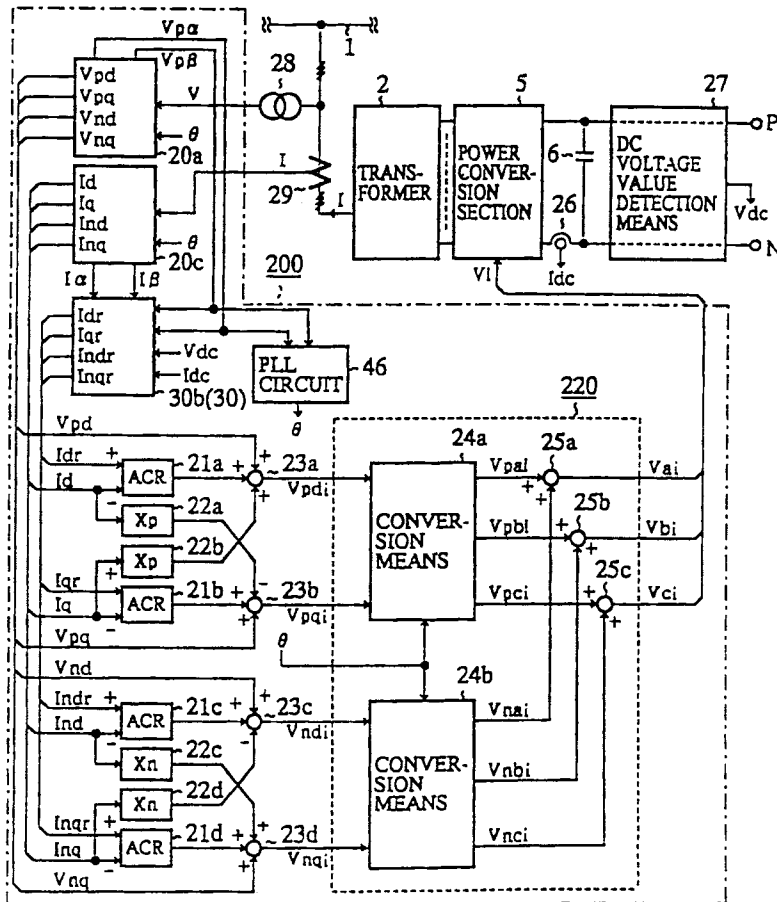 Vpα
Vpβ
1
28
2
5
27
Vpd
Vpq
Vnd
Vnq
V
θ
20a
TRANS-
FORMER
POWER
CONVER-
SION
SECTION
6
DC
VOLTAGE
VALUE
DETECTION
MEANS
P
N
Vdc
26
Idc
VI
I
29
I
Id
Iq
Ind
Inq
θ
20c
Iα
Iβ
200
Idr
Iqr
Indr
Inqr
Vdc
Idc
30b(30)
PLL
CIRCUIT
46
θ
220
Vpd
Idr
+
Id
-
ACR
21a
+
+
23a
Vpdi
Xp
22a
Xp
22b
Iqr
+
Iq
-
ACR
21b
+
-
+
23b
Vpqi
Vpq
θ
24a
CONVER-
SION
MEANS
Vpai
Vpbi
Vpci
25a
+
+
25b
+
+
25c
+
+
Vai
Vbi
Vci
Vnd
Indr
+
Ind
-
ACR
21c
+
+
-
23c
Vndi
Xn
22c
Xn
22d
Inqr
+
Inq
-
ACR
21d
+
+
+
23d
Vnqi
Vnq
24b
CONVER-
SION
MEANS
Vnai
Vnbi
Vnci